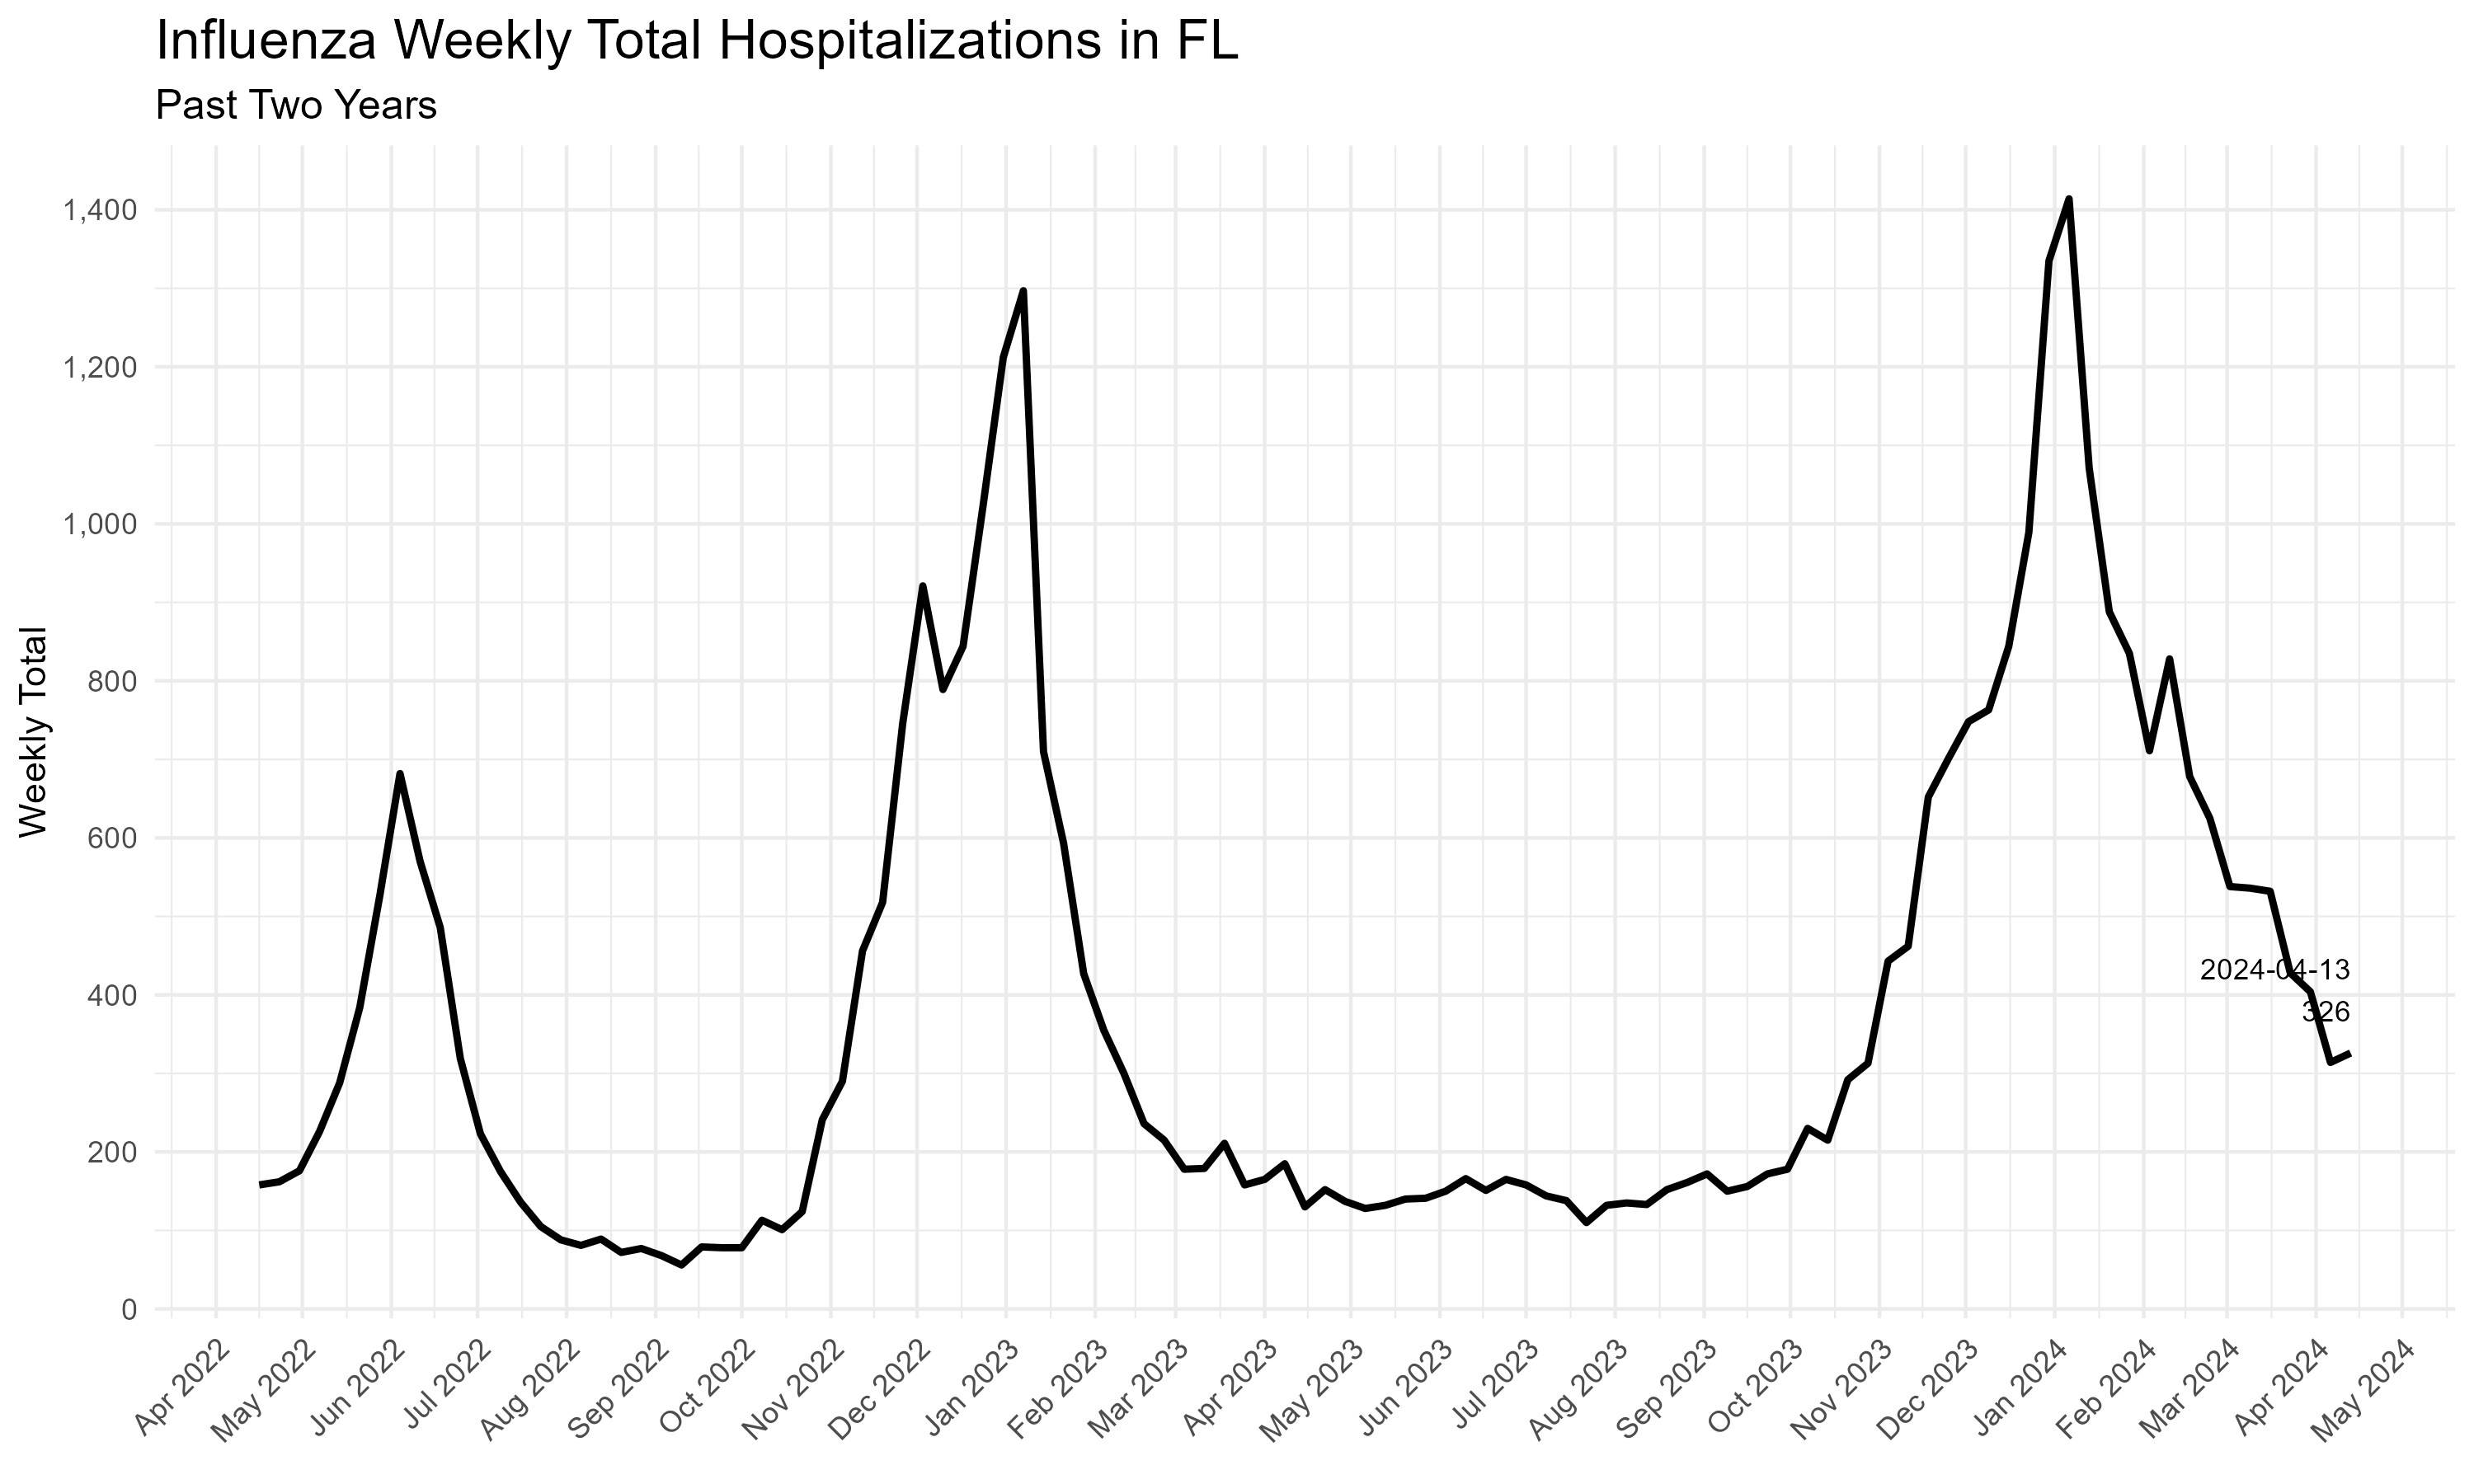 Influenza Weekly Total Hospitalizations in FL
Past Two Years
Weekly Total
1,400
1,200
1,000
800
600
400
200
0
2024-04-13
326
Apr 2022
May 2022
Jun 2022
Jul 2022
Aug 2022
Sep 2022
Oct 2022
Nov 2022
Dec 2022
Jan 2023
Feb 2023
Mar 2023
Apr 2023
May 2023
Jun 2023
Jul 2023
Aug 2023
Sep 2023
Oct 2023
Nov 2023
Dec 2023
Jan 2024
Feb 2024
Mar 2024
Apr 2024
May 2024